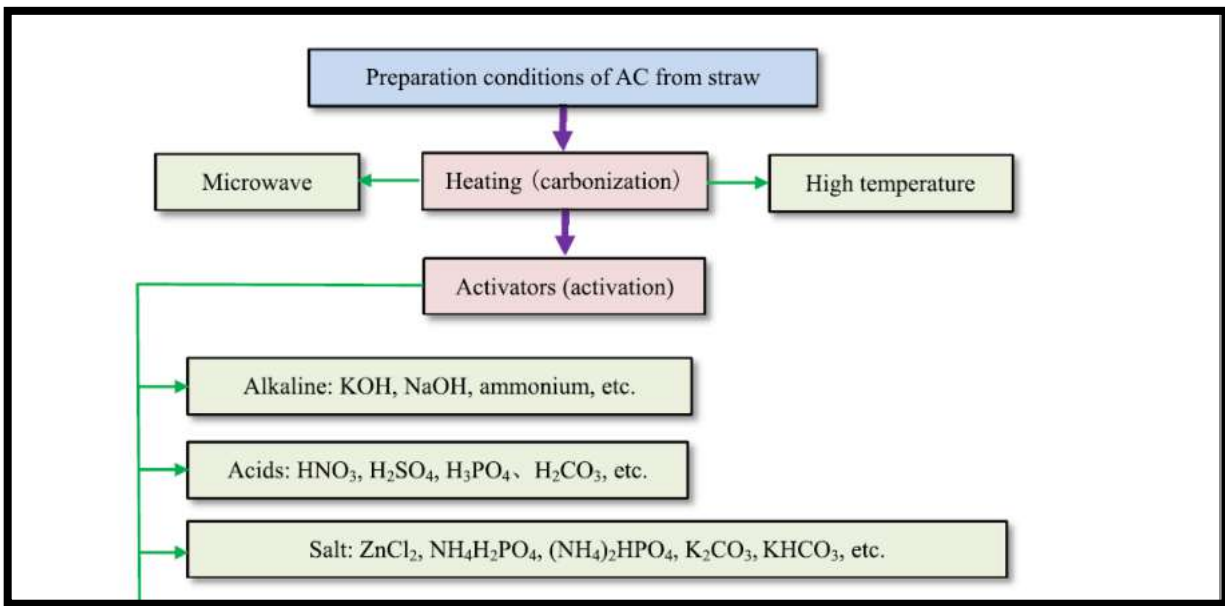 Preparation conditions of AC from straw
Microwave
Heating（carbonization）
High temperature
Activators (activation)
Alkaline: KOH, NaOH, ammonium, etc.
Acids: HNO₃, H₂SO₄, H₃PO₄、 H₂CO₃, etc.
Salt: ZnCl₂, NH₄H₂PO₄, (NH₄)₂HPO₄, K₂CO₃, KHCO₃, etc.